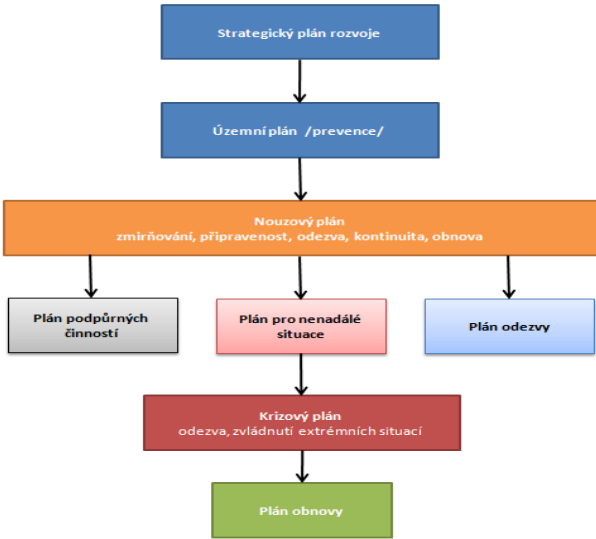 Strategický plán rozvoje
Územní plán /prevence/
Nouzový plán
zmirňování, připravenost, odezva, kontinuita, obnova
Plán podpůrných
činností
Plán pro nenadálé
situace
Plán odezvy
Krizový plán
odezva, zvládnutí extrémních situací
Plán obnovy